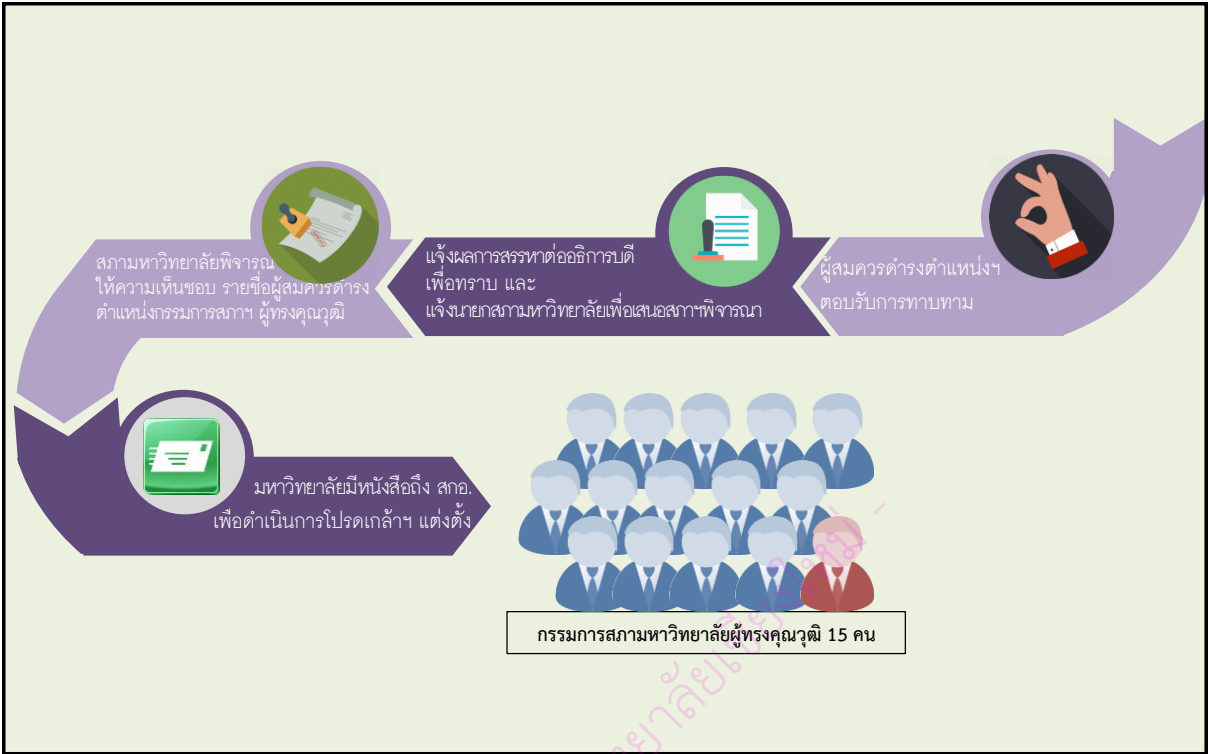 สภามหาวิทยาลัยพิจารณ
ให้ความเห็นชอบ รายชื่อผู้สมควรดำรง
ตำแหน่งกรรมการสภาฯ ผู้ทรงคุณวุฒิ
แจ้งผลการสรรหาต่ออธิการบดี
เพื่อทราบ และ
แจ้งนายกสภามหาวิทยาลัยเพื่อเสนอสภาฯพิจารณา
ผู้สมควรดำรงตำแหน่งฯ
ตอบรับการทาบทาม
มหาวิทยาลัยมีหนังสือถึง สกอ.
เพื่อดำเนินการโปรดเกล้าฯ แต่งตั้ง
กรรมการสภามหาวิทยาลัยผู้ทรงคุณวุฒิ 15 คน